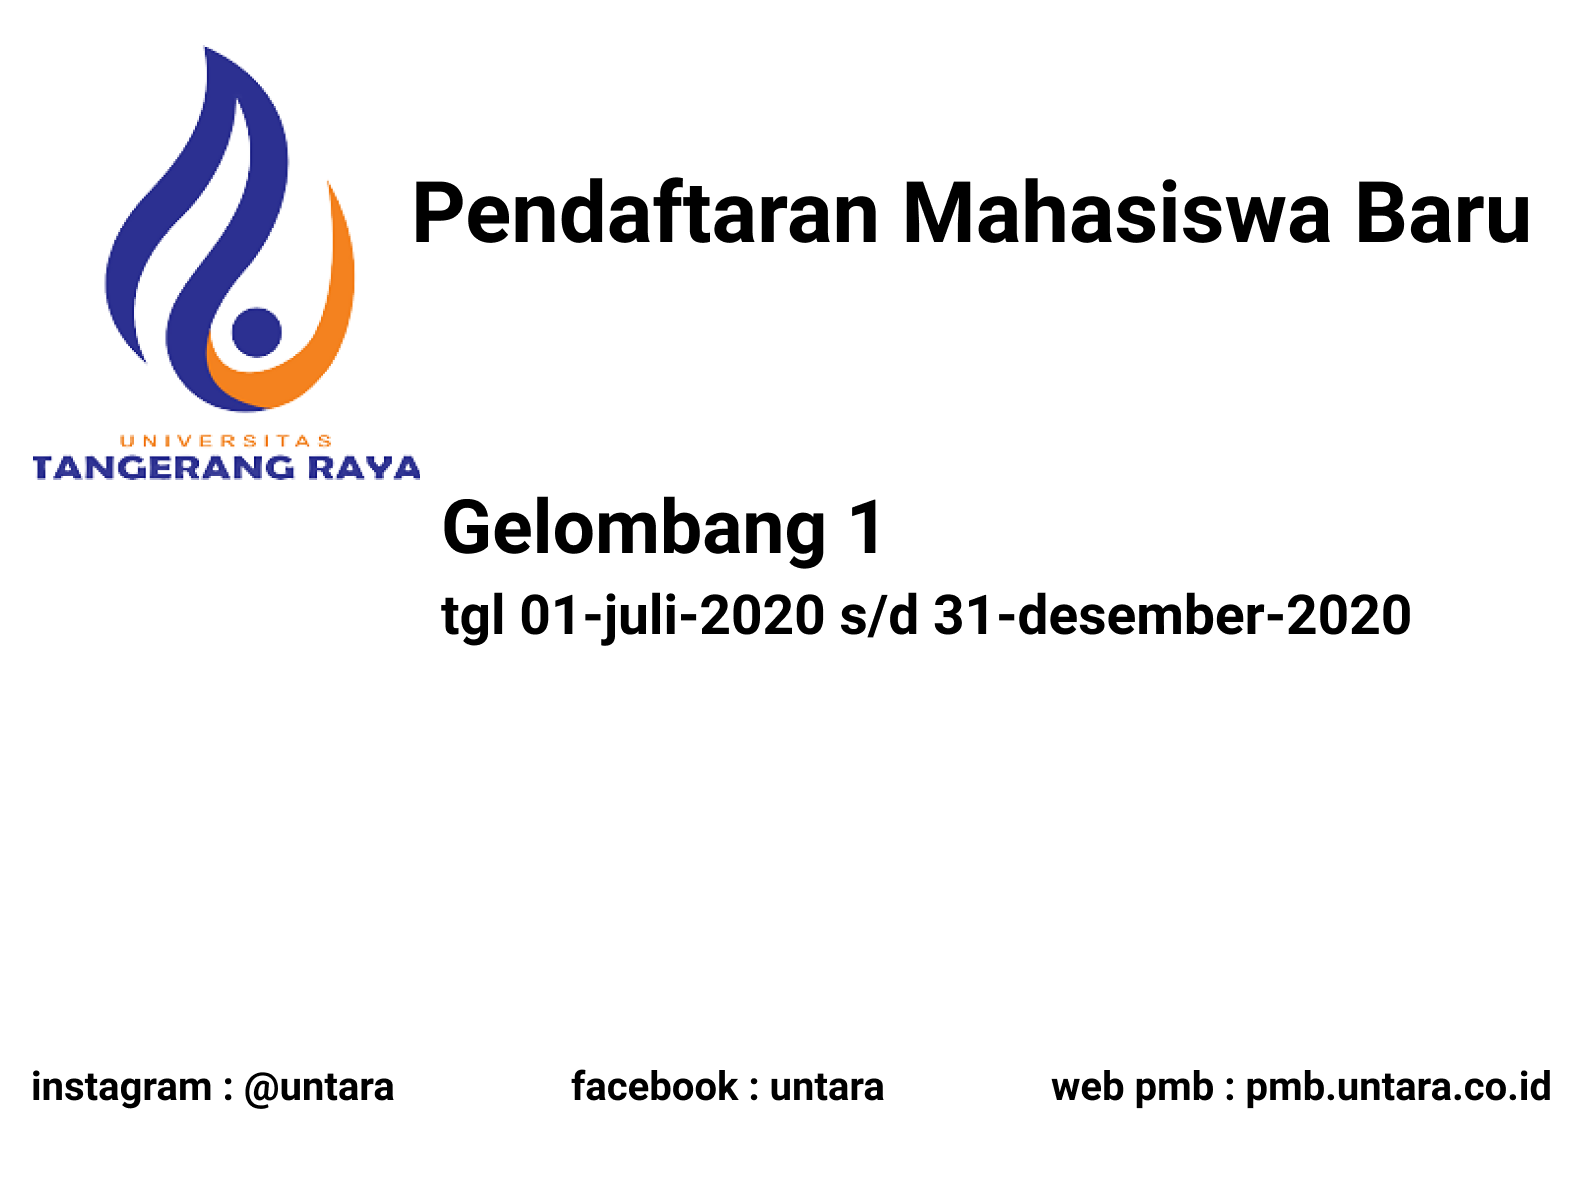 Pendaftaran Mahasiswa Baru
UNIVERSITAS
TANGERANG RAYA
Gelombang 1
tgl 01-juli-2020 s/d 31-desember-2020
instagram : @untara
facebook : untara
web pmb : pmb.untara.co.id